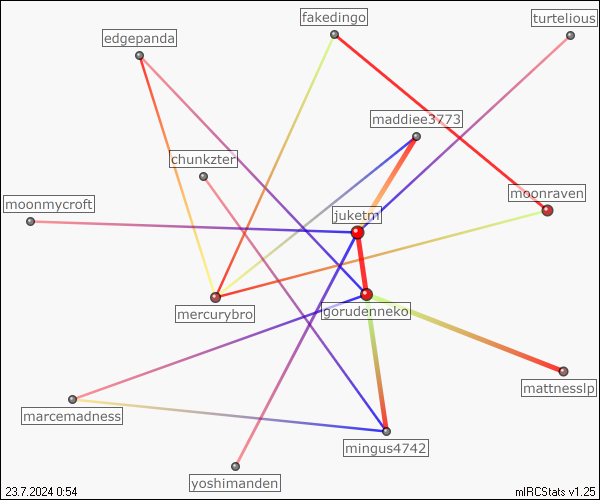 fakedingo
turtelious
edgepanda
maddiee3773
chunkzter
moonraven
moonmycroft
juketm
mercurybro
gorudenneko
mattnesslp
marcemadness
mingus4742
yoshimanden
23.7.2024 0:54
mIRCStats v1.25